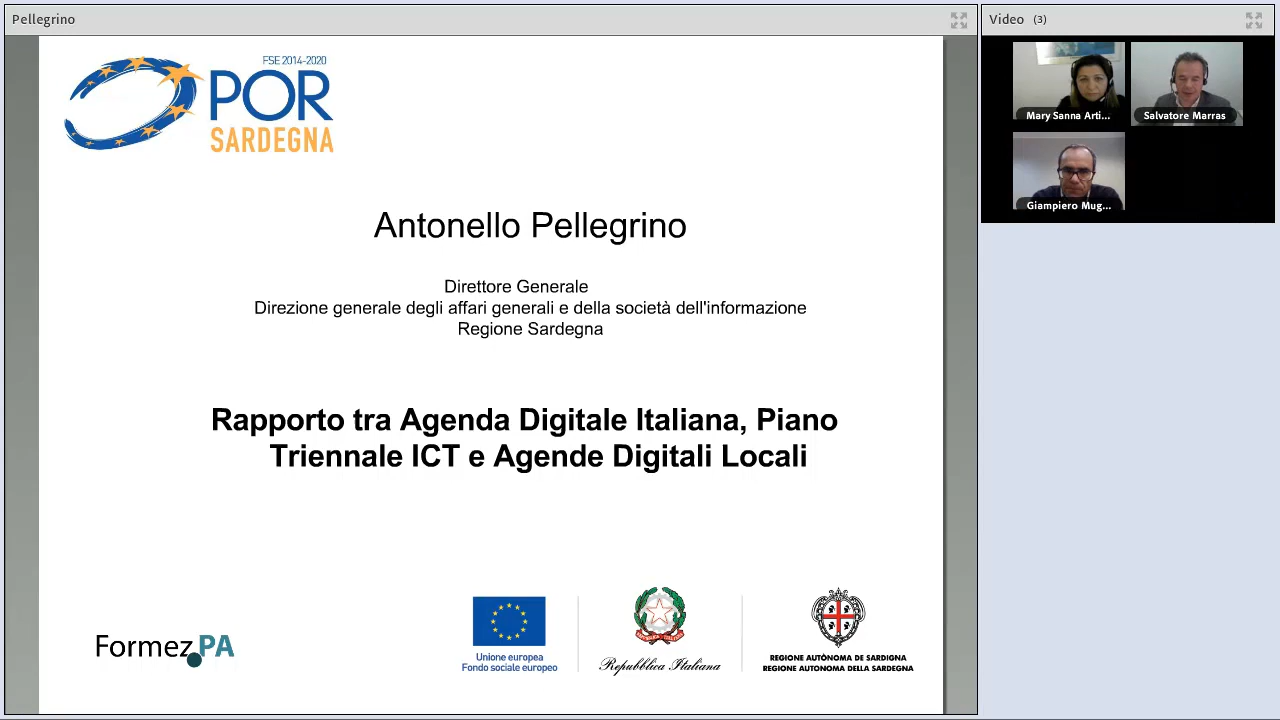 Pellegrino
Video (3)
FSE 2014-2020
POR
SARDEGNA
Mary Sanna Arti...
Salvatore Marras
Giampiero Mug...
Antonello Pellegrino
Direttore Generale
Direzione generale degli affari generali e della società dell'informazione
Regione Sardegna
Rapporto tra Agenda Digitale Italiana, Piano
Triennale ICT e Agende Digitali Locali
Formez.PA
Unione europea
Fondo sociale europeo
Repubblica Italiana
REGIONE AUTÒNOMA DE SARDIGNA
REGIONE AUTONOMA DELLA SARDEGNA